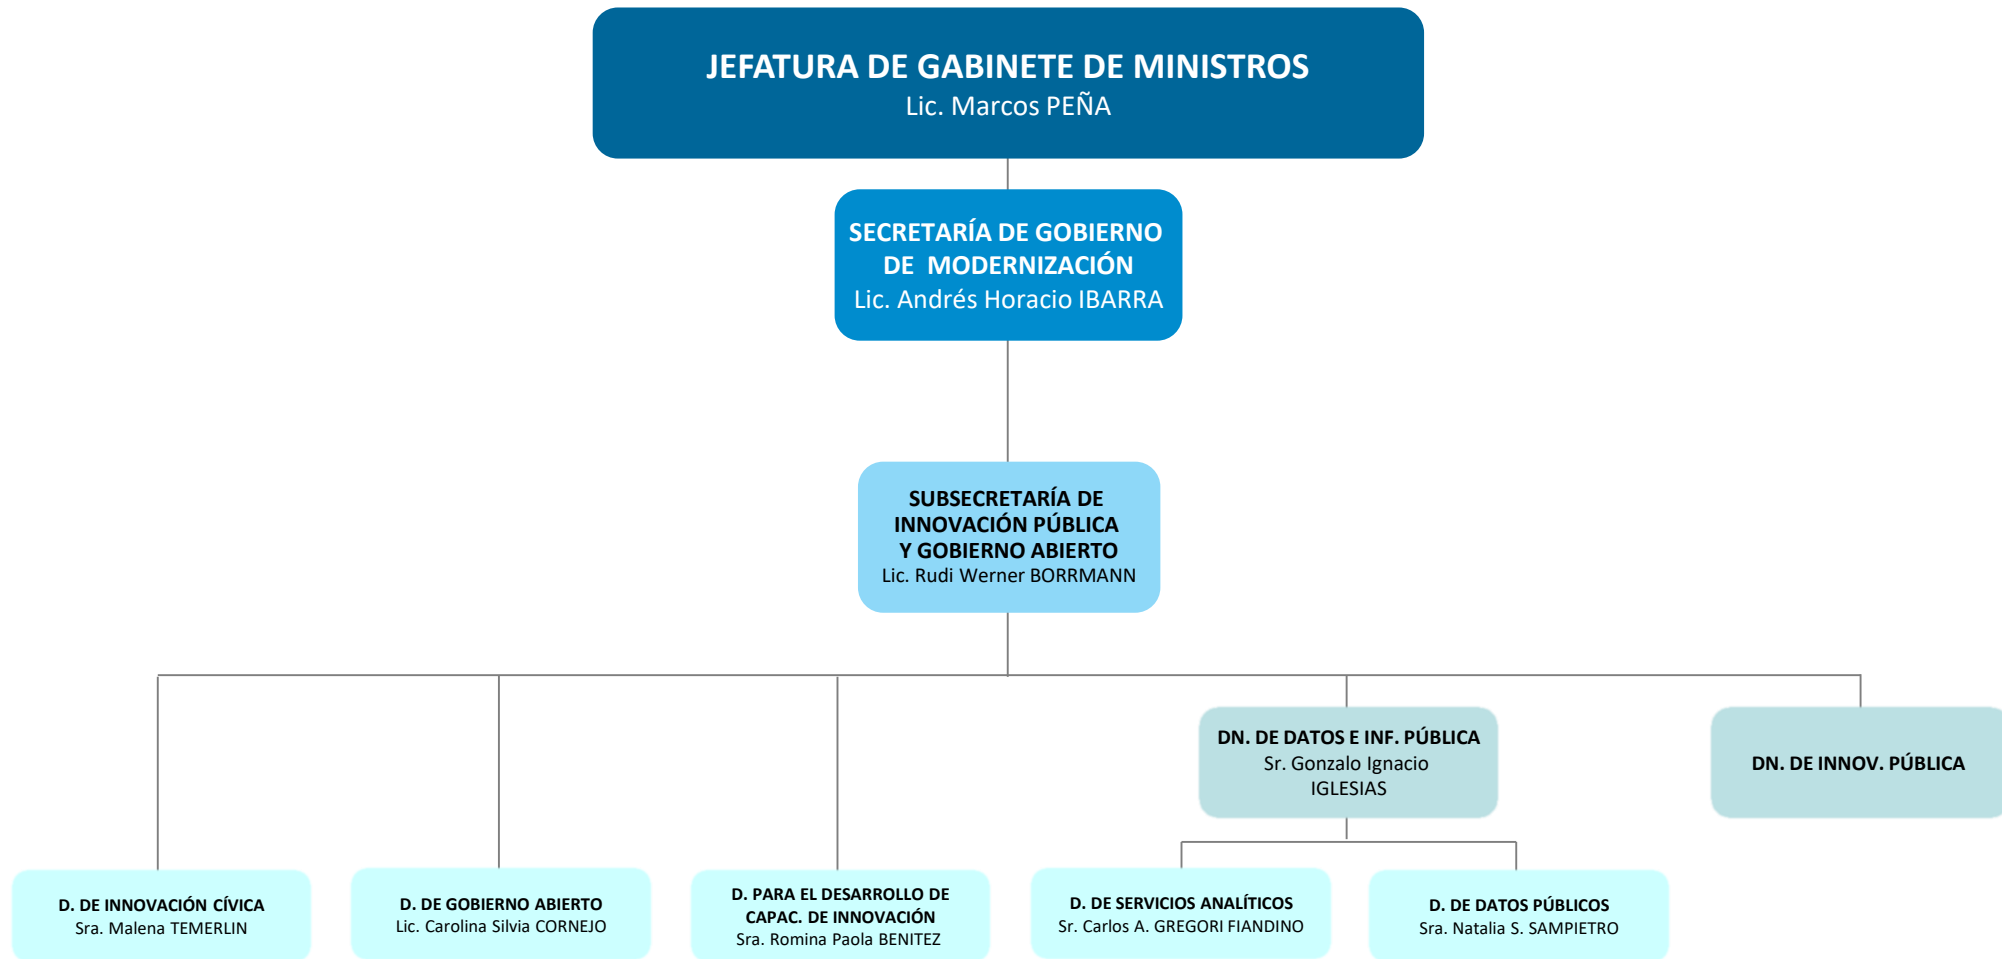 JEFATURA DE GABINETE DE MINISTROS
Lic. Marcos PEÑA
SECRETARÍA DE GOBIERNO
DE  MODERNIZACIÓN
Lic. Andrés Horacio IBARRA
SUBSECRETARÍA DE
INNOVACIÓN PÚBLICA
Y GOBIERNO ABIERTO
Lic. Rudi Werner BORRMANN
DN. DE DATOS E INF. PÚBLICA
Sr. Gonzalo Ignacio
IGLESIAS
DN. DE INNOV. PÚBLICA
D. DE INNOVACIÓN CÍVICA
Sra. Malena TEMERLIN
D. DE GOBIERNO ABIERTO
Lic. Carolina Silvia CORNEJO
D. PARA EL DESARROLLO DE
CAPAC. DE INNOVACIÓN
Sra. Romina Paola BENITEZ
D. DE SERVICIOS ANALÍTICOS
Sr. Carlos A. GREGORI FIANDINO
D. DE DATOS PÚBLICOS
Sra. Natalia S. SAMPIETRO